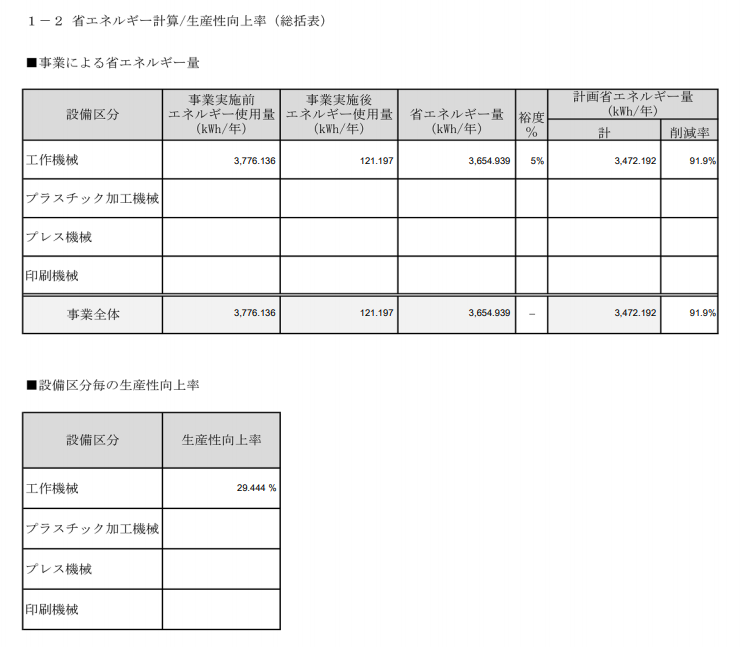 １－２ 省エネルギー計算/生産性向上率（総括表）
■事業による省エネルギー量
設備区分 事業実施前 エネルギー使用量 (kWh/年) 事業実施後 エネルギー使用量 (kWh/年) 省エネルギー量 (kWh/年) 裕度 % 計画省エネルギー量 (kWh/年)
計 削減率
工作機械 3,776.136 121.197 3,654.939 5% 3,472.192 91.9%
プラスチック加工機械
プレス機械
印刷機械
事業全体 3,776.136 121.197 3,654.939 － 3,472.192 91.9%
■設備区分毎の生産性向上率
設備区分 生産性向上率
工作機械 29.444 %
プラスチック加工機械
プレス機械
印刷機械